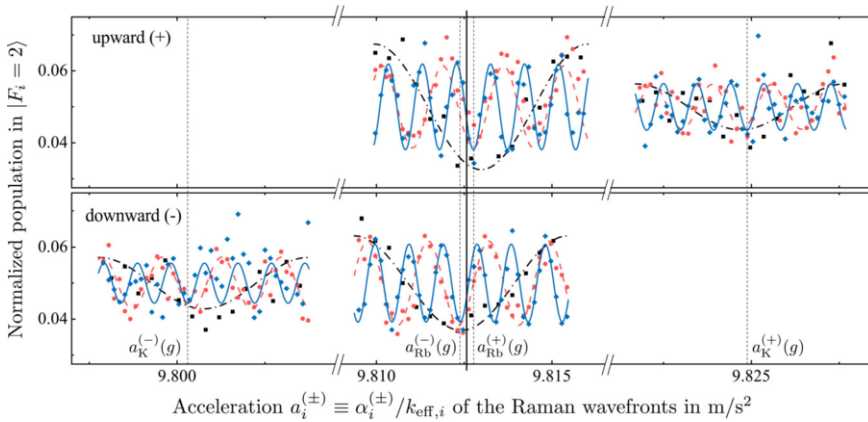 Normalized population in |F_i = 2⟩
upward (+)
0.06
0.04
downward (-)
0.06
0.04
a_K^(−)(g)
a_Rb^(−)(g)
a_Rb^(+)(g)
a_K^(+)(g)
9.800
9.810
9.815
9.825
Acceleration a_i^(±) ≡ α_i^(±)/k_eff,i of the Raman wavefronts in m/s²